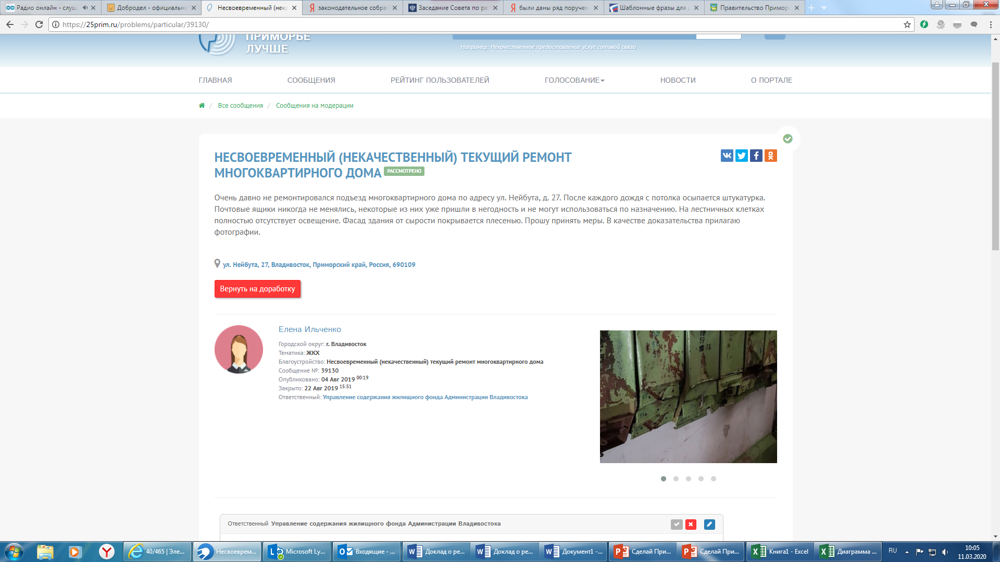 Радио онлайн - слуш
Добродел - официальны
Несвоевременный (нека
законодательное собра
Заседание Совета по ра
были даны ряд поручен
Шаблонные фразы для д
Правительство Примор
https://25prim.ru/problems/particular/39130/
ПРИМОРЬЕ
ЛУЧШЕ
Например: Некачественное предоставление услуг сотовой связи
ГЛАВНАЯ
СООБЩЕНИЯ
РЕЙТИНГ ПОЛЬЗОВАТЕЛЕЙ
ГОЛОСОВАНИЕ
НОВОСТИ
О ПОРТАЛЕ
/ Все сообщения / Сообщения на модерации
НЕСВОЕВРЕМЕННЫЙ (НЕКАЧЕСТВЕННЫЙ) ТЕКУЩИЙ РЕМОНТ
МНОГОКВАРТИРНОГО ДОМА РАССМОТРЕНО
Очень давно не ремонтировался подъезд многоквартирного дома по адресу ул. Нейбута, д. 27. После каждого дождя с потолка осыпается штукатурка.
Почтовые ящики никогда не менялись, некоторые из них уже пришли в негодность и не могут использоваться по назначению. На лестничных клетках
полностью отсутствует освещение. Фасад здания от сырости покрывается плесенью. Прошу принять меры. В качестве доказательства прилагаю
фотографии.
ул. Нейбута, 27, Владивосток, Приморский край, Россия, 690109
Вернуть на доработку
Елена Ильченко
Городской округ: г. Владивосток
Тематика: ЖКХ
Благоустройство: Несвоевременный (некачественный) текущий ремонт многоквартирного дома
Сообщение №: 39130
Опубликовано: 04 Авг 2019 00:19
Закрыто: 22 Авг 2019 15:51
Ответственный: Управление содержания жилищного фонда Администрации Владивостока
Ответственный Управление содержания жилищного фонда Администрации Владивостока
40/465 | Эле...
Несвоеврем...
Microsoft Ly...
Входящие - ...
Доклад о ре...
Доклад о ре...
Документ1 -...
Сделай При...
Сделай При...
Книга1 - Excel
Диаграмма ...
RU
10:05
11.03.2020